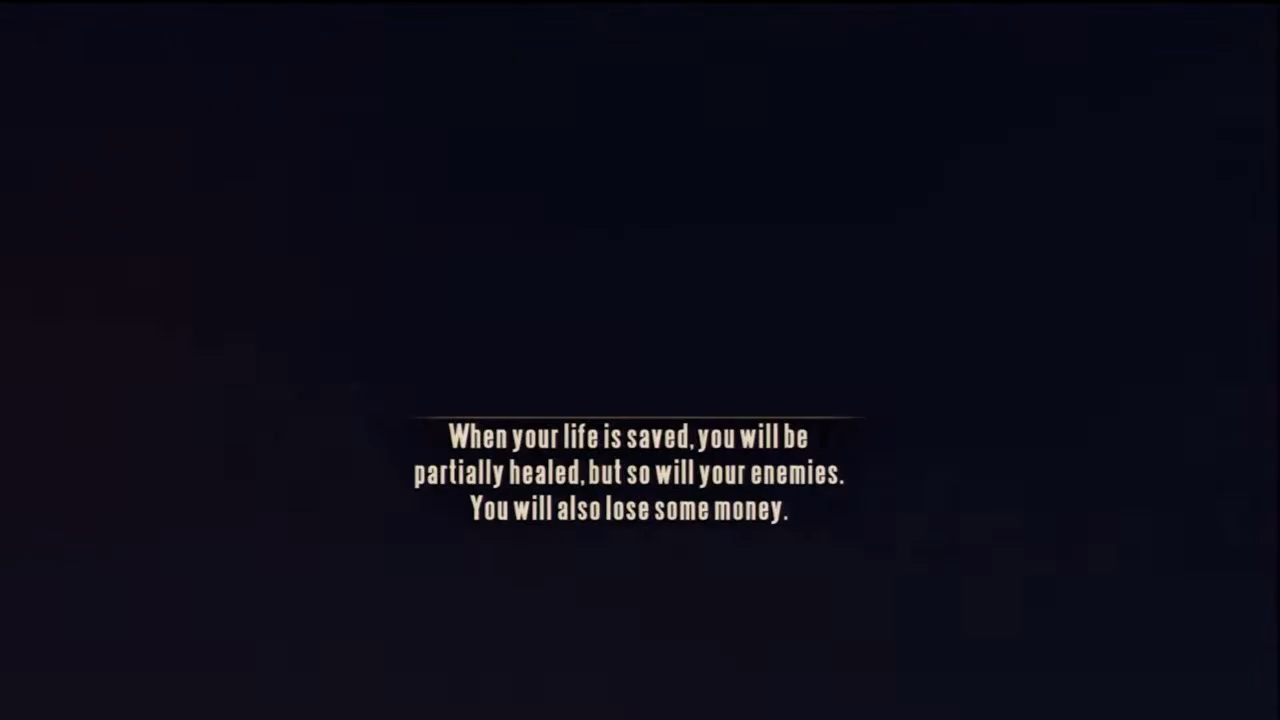 When your life is saved, you will be
partially healed, but so will your enemies.
You will also lose some money.